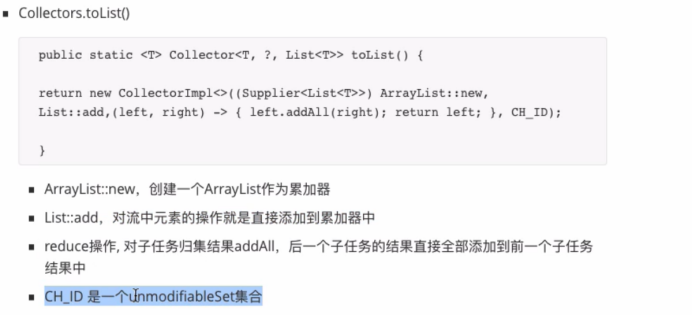 Collectors.toList()
public static <T> Collector<T, ?, List<T>> toList() {
return new CollectorImpl<>((Supplier<List<T>>) ArrayList::new,
List::add,(left, right) -> { left.addAll(right); return left; }, CH_ID);
}
ArrayList::new，创建一个ArrayList作为累加器
List::add，对流中元素的操作就是直接添加到累加器中
reduce操作, 对子任务归集结果addAll，后一个子任务的结果直接全部添加到前一个子任务
结果中
CH_ID 是一个unmodifiableSet集合